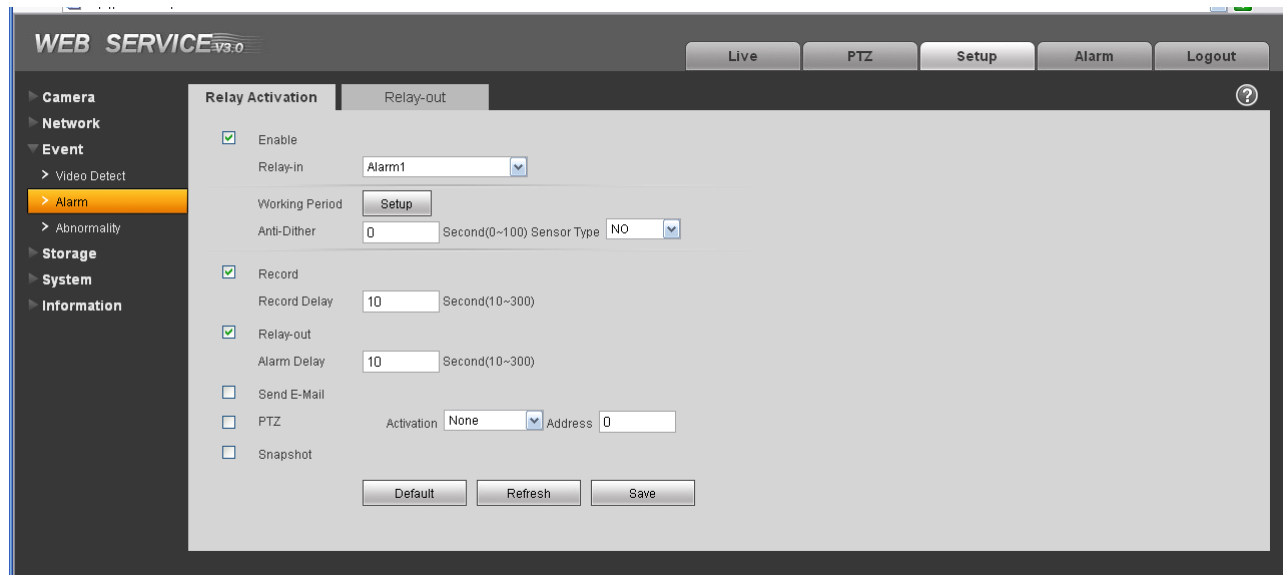 WEB SERVICE V3.0
Live PTZ Setup Alarm Logout
Camera
Network
Event
Video Detect
Alarm
Abnormality
Storage
System
Information
Relay Activation Relay-out
Enable
Relay-in Alarm1
Working Period Setup
Anti-Dither 0 Second(0~100) Sensor Type NO
Record
Record Delay 10 Second(10~300)
Relay-out
Alarm Delay 10 Second(10~300)
Send E-Mail
PTZ Activation None Address 0
Snapshot
Default Refresh Save